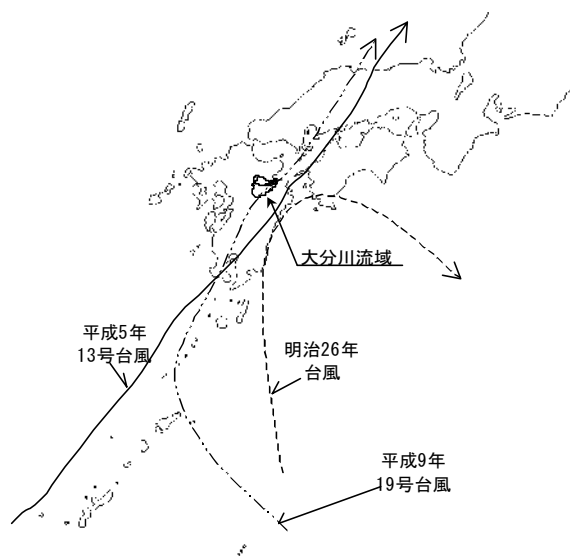 大分川流域
平成5年
13号台風
明治26年
台風
平成9年
19号台風